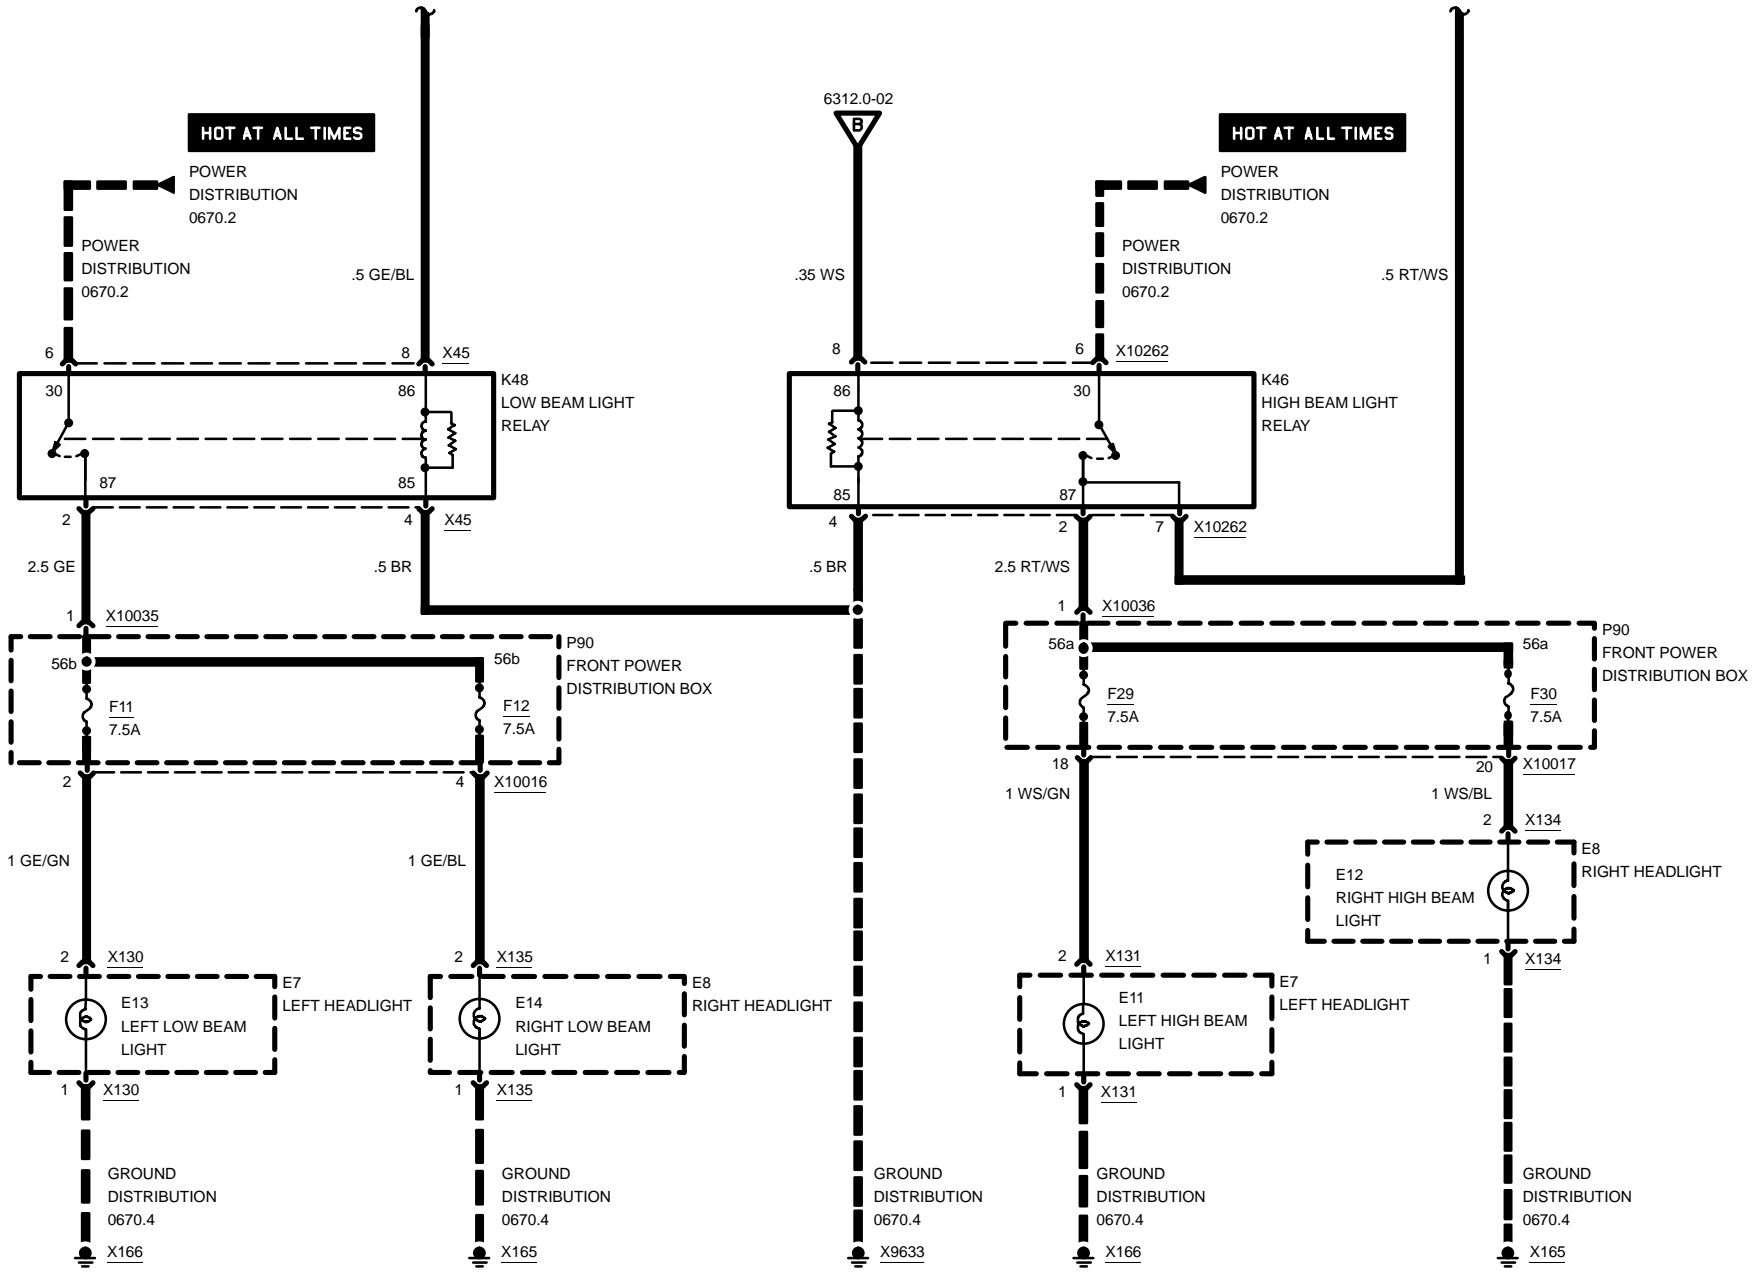 6312.0-02
B
HOT AT ALL TIMES
HOT AT ALL TIMES
POWER
DISTRIBUTION
0670.2
POWER
DISTRIBUTION
0670.2
POWER
DISTRIBUTION
0670.2
POWER
DISTRIBUTION
0670.2
.5 GE/BL
.35 WS
.5 RT/WS
6
8
X45
8
6
X10262
30
86
K48
LOW BEAM LIGHT
RELAY
86
30
K46
HIGH BEAM LIGHT
RELAY
87
85
85
87
2
4
X45
4
2
7
X10262
2.5 GE
.5 BR
.5 BR
2.5 RT/WS
1
X10035
1
X10036
56b
56b
P90
FRONT POWER
DISTRIBUTION BOX
56a
56a
P90
FRONT POWER
DISTRIBUTION BOX
F11
7.5A
F12
7.5A
F29
7.5A
F30
7.5A
2
4
X10016
18
20
X10017
1 WS/GN
1 WS/BL
2
X134
1 GE/GN
1 GE/BL
E8
RIGHT HEADLIGHT
E12
RIGHT HIGH BEAM
LIGHT
2
X130
2
X135
2
X131
1
X134
E7
LEFT HEADLIGHT
E13
LEFT LOW BEAM
LIGHT
E8
RIGHT HEADLIGHT
E14
RIGHT LOW BEAM
LIGHT
E7
LEFT HEADLIGHT
E11
LEFT HIGH BEAM
LIGHT
1
X130
1
X135
1
X131
GROUND
DISTRIBUTION
0670.4
GROUND
DISTRIBUTION
0670.4
GROUND
DISTRIBUTION
0670.4
GROUND
DISTRIBUTION
0670.4
GROUND
DISTRIBUTION
0670.4
X166
X165
X9633
X166
X165